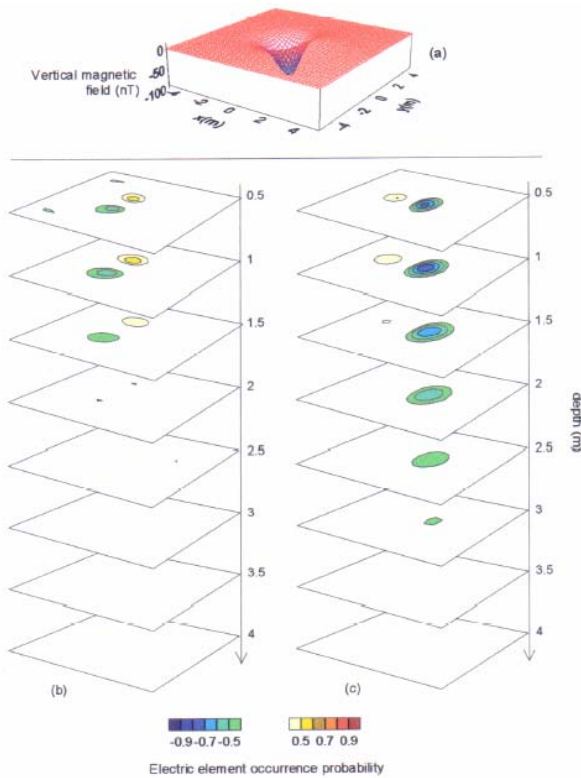 (a)
0
-50
-100
Vertical magnetic
field (nT)
-4 -2 0 2 4
x(m)
-4 -2 0 2 4
y(m)
0.5
1
1.5
2
2.5
3
3.5
4
(b)
0.5
1
1.5
2
2.5
3
3.5
4
depth (m)
(c)
-0.9 -0.7 -0.5
0.5 0.7 0.9
Electric element occurrence probability